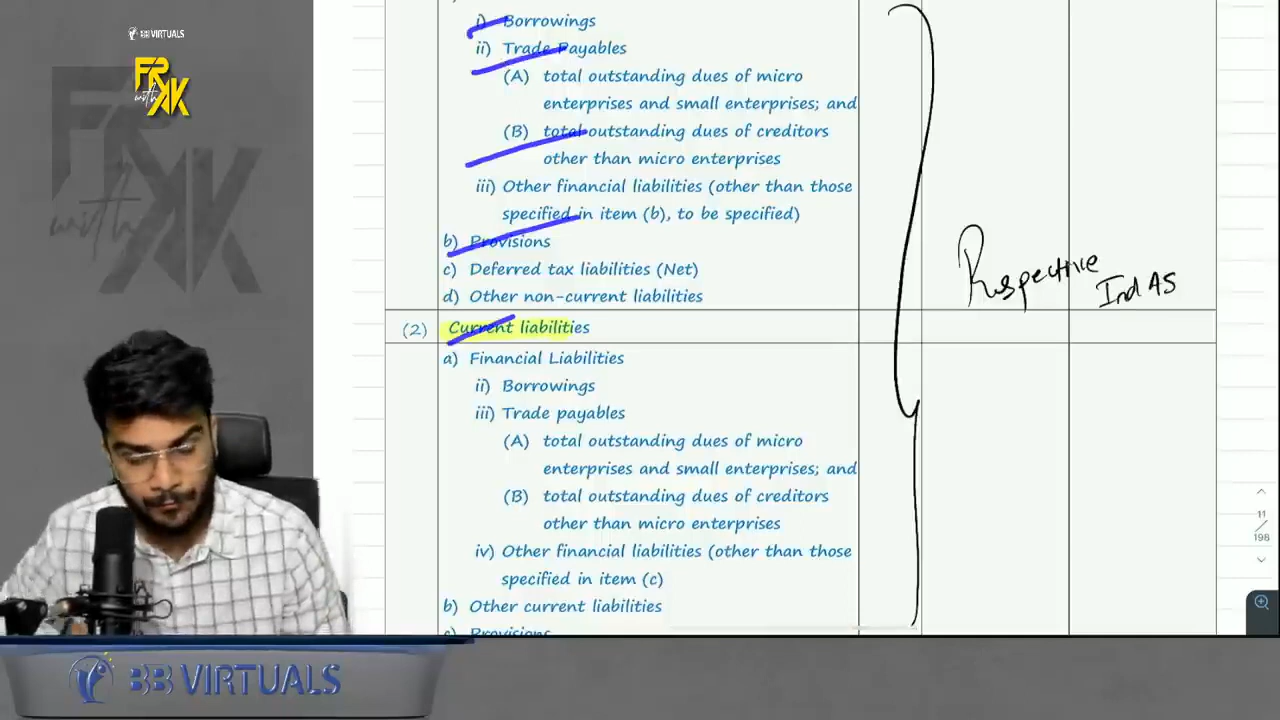 BB VIRTUALS
FR
with
AK
i) Borrowings
ii) Trade Payables
(A) total outstanding dues of micro
enterprises and small enterprises; and
(B) total outstanding dues of creditors
other than micro enterprises
iii) Other financial liabilities (other than those
specified in item (b), to be specified)
b) Provisions
c) Deferred tax liabilities (Net)
d) Other non-current liabilities
Respective
Ind AS
(2) Current liabilities
a) Financial Liabilities
ii) Borrowings
iii) Trade payables
(A) total outstanding dues of micro
enterprises and small enterprises; and
(B) total outstanding dues of creditors
other than micro enterprises
iv) Other financial liabilities (other than those
specified in item (c)
b) Other current liabilities
c) Provisions
11
198
BB VIRTUALS